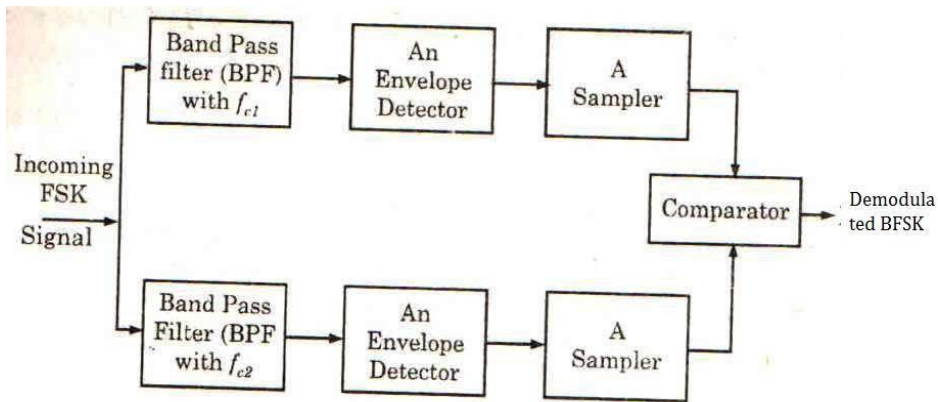 Band Pass
filter (BPF)
with fc1
An
Envelope
Detector
A
Sampler
Incoming
FSK
Signal
Comparator
Demodula
ted BFSK
Band Pass
Filter (BPF
with fc2
An
Envelope
Detector
A
Sampler